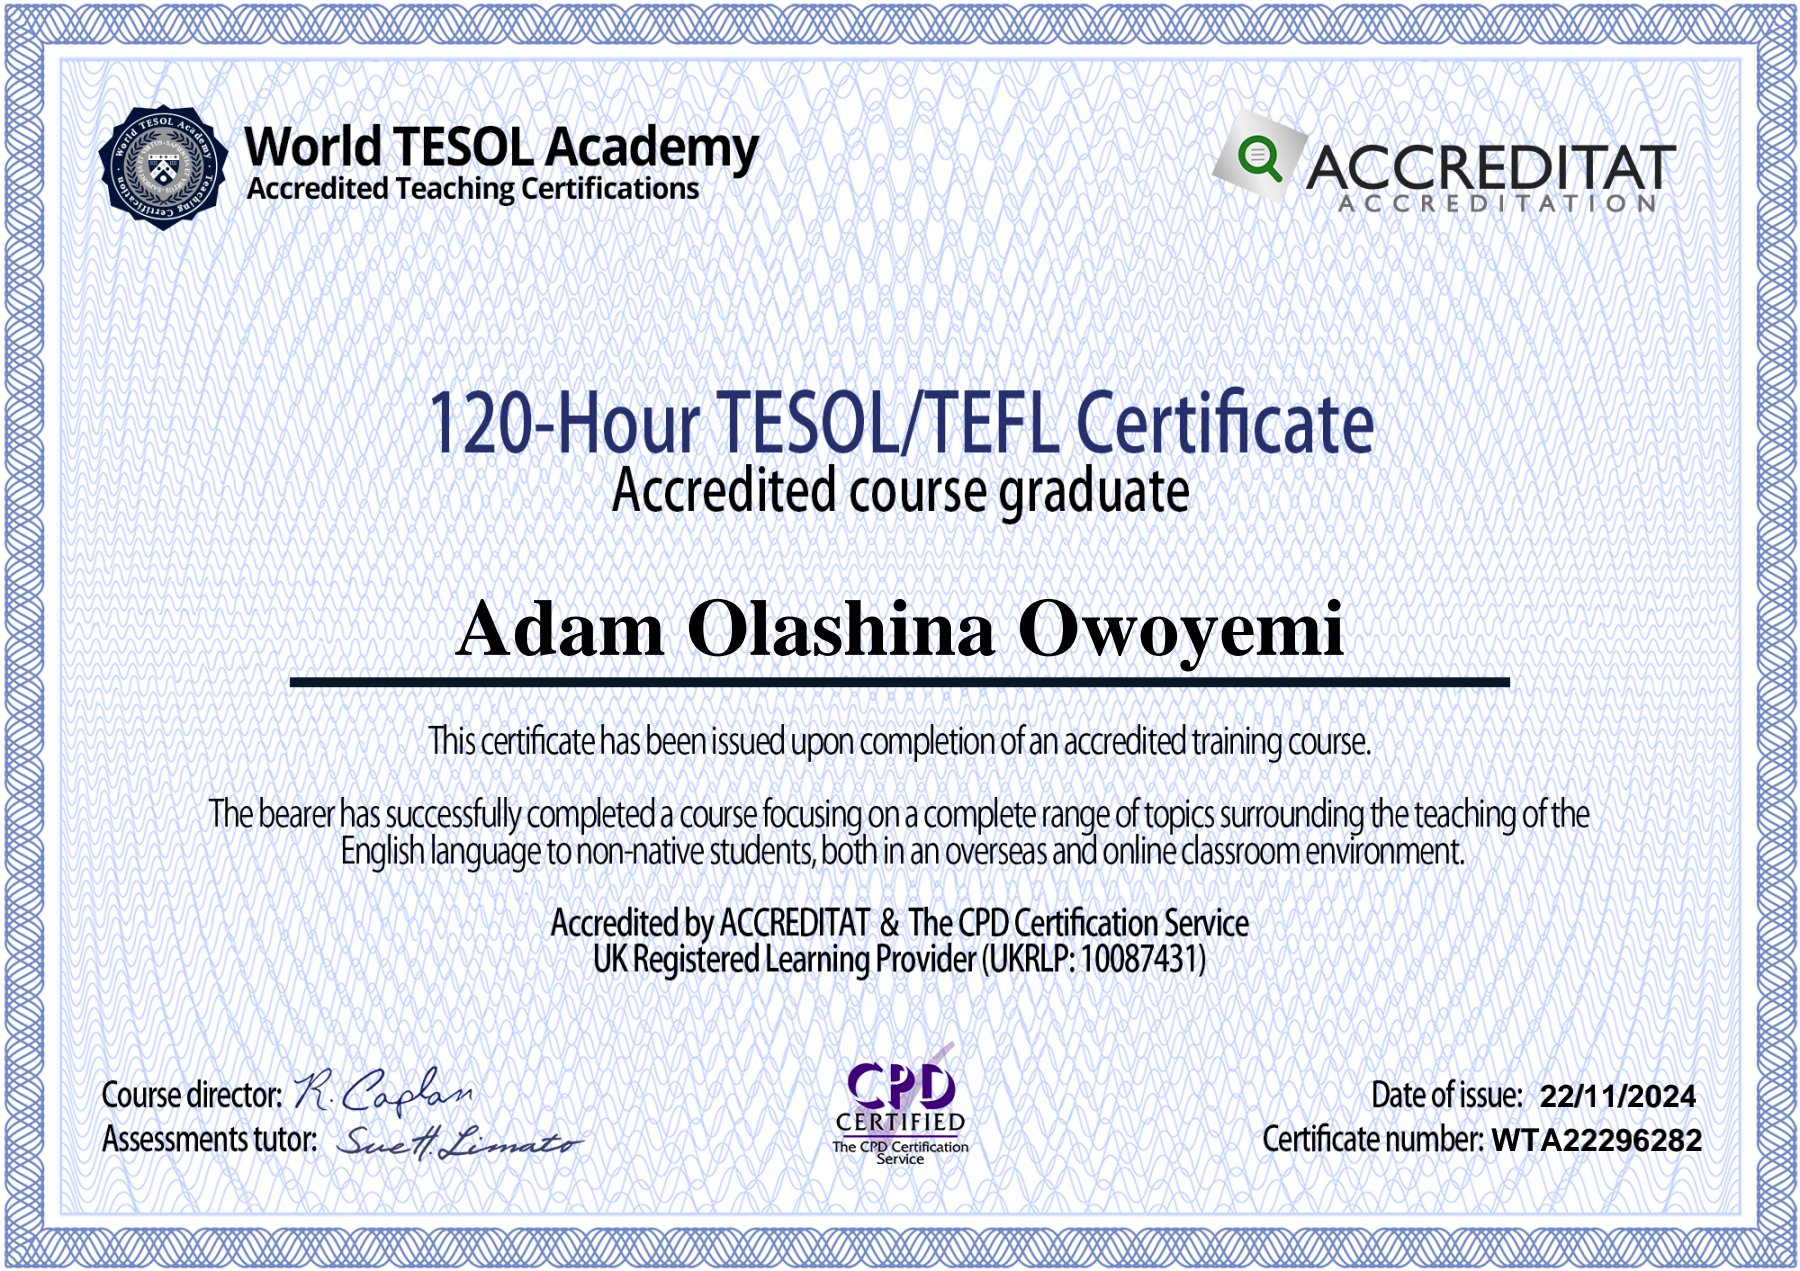 World TESOL Academy
Accredited Teaching Certifications
World TESOL Academy · Teaching Certification ·
ACCREDITAT
ACCREDITATION
120-Hour TESOL/TEFL Certificate
Accredited course graduate
Adam Olashina Owoyemi
This certificate has been issued upon completion of an accredited training course.
The bearer has successfully completed a course focusing on a complete range of topics surrounding the teaching of the
English language to non-native students, both in an overseas and online classroom environment.
Accredited by ACCREDITAT & The CPD Certification Service
UK Registered Learning Provider (UKRLP: 10087431)
Course director: R. Caplan
Assessments tutor: Sue H. Limato
CPD
CERTIFIED
The CPD Certification
Service
Date of issue: 22/11/2024
Certificate number: WTA22296282